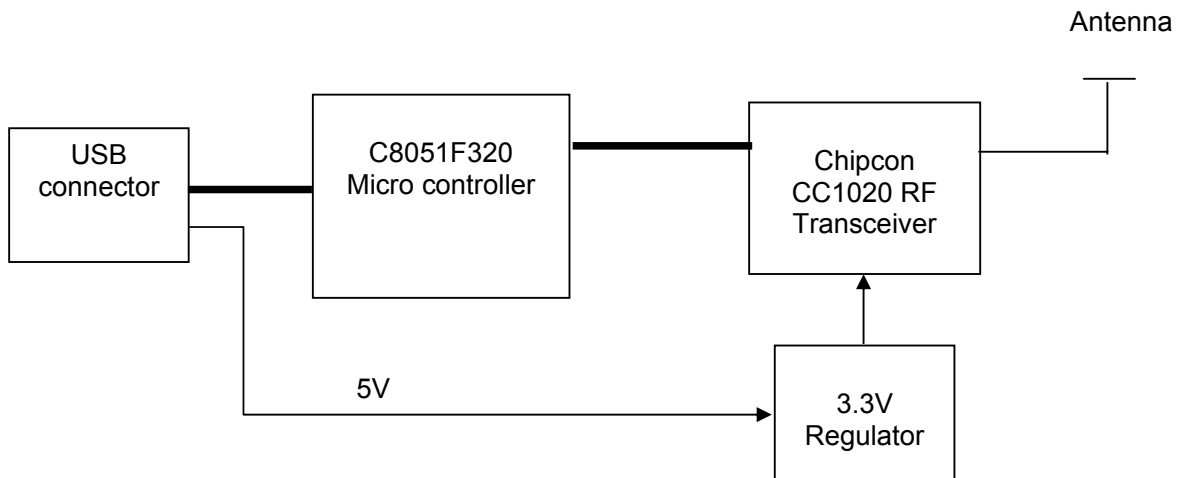 Antenna
USB
connector
C8051F320
Micro controller
Chipcon
CC1020 RF
Transceiver
5V
3.3V
Regulator